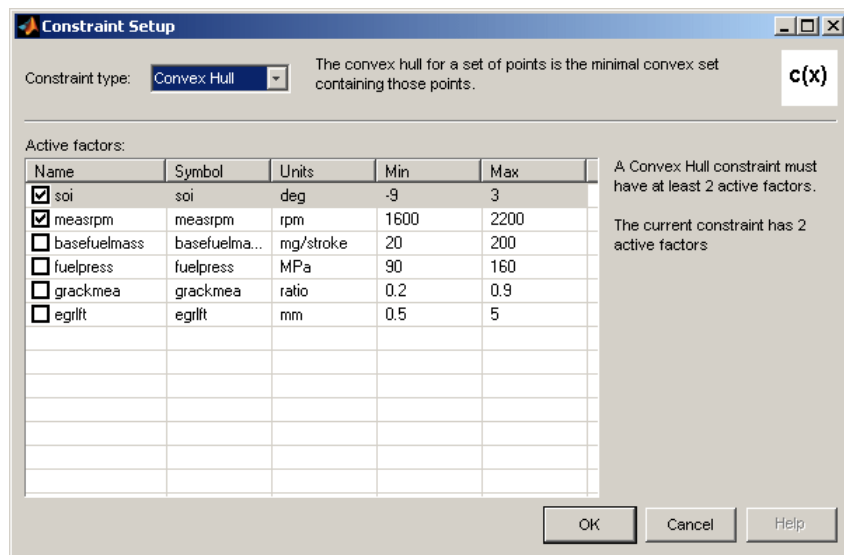 Constraint Setup
Constraint type: Convex Hull The convex hull for a set of points is the minimal convex set
containing those points.
c(x)
Active factors:
Name Symbol Units Min Max
soi soi deg -9 3
measrpm measrpm rpm 1600 2200
basefuelmass basefuelma... mg/stroke 20 200
fuelpress fuelpress MPa 90 160
grackmea grackmea ratio 0.2 0.9
egrlft egrlft mm 0.5 5
A Convex Hull constraint must
have at least 2 active factors.
The current constraint has 2
active factors
OK Cancel Help